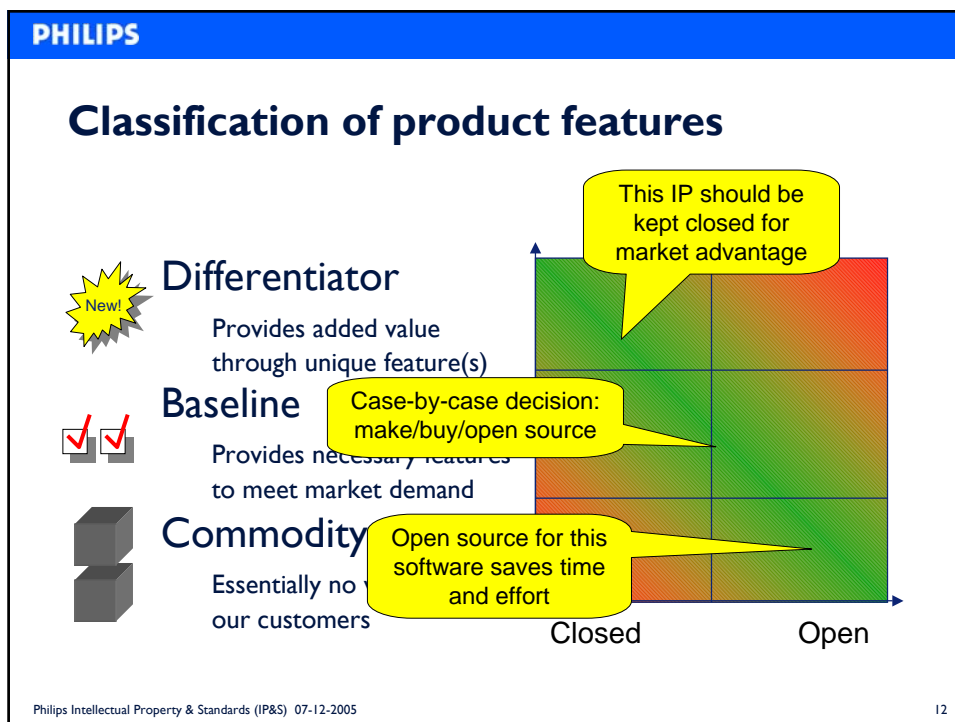 PHILIPS
Classification of product features
This IP should be
kept closed for
market advantage
New!
Differentiator
Provides added value
through unique feature(s)
Baseline
Case-by-case decision:
make/buy/open source
Provides necessary features
to meet market demand
Commodity
Open source for this
software saves time
and effort
Essentially no
our customers
Closed
Open
Philips Intellectual Property & Standards (IP&S) 07-12-2005
12